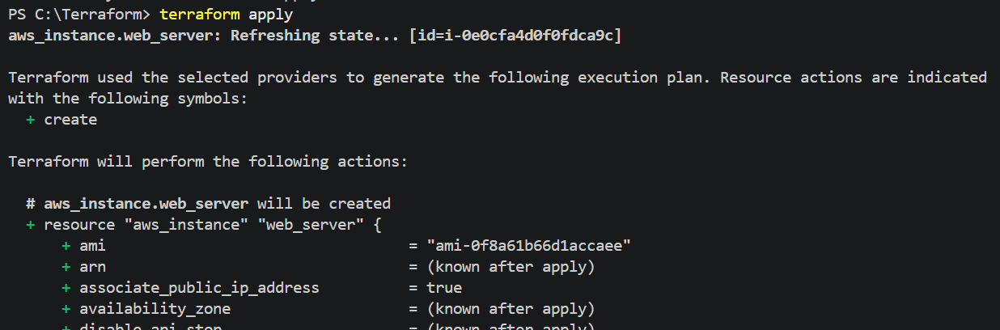 PS C:\Terraform> terraform apply
aws_instance.web_server: Refreshing state... [id=i-0e0cfa4d0f0fdca9c]
Terraform used the selected providers to generate the following execution plan. Resource actions are indicated
with the following symbols:
+ create
Terraform will perform the following actions:
# aws_instance.web_server will be created
+ resource "aws_instance" "web_server" {
+ ami = "ami-0f8a61b66d1accaee"
+ arn = (known after apply)
+ associate_public_ip_address = true
+ availability_zone = (known after apply)
+ disable_api_stop = (known after apply)